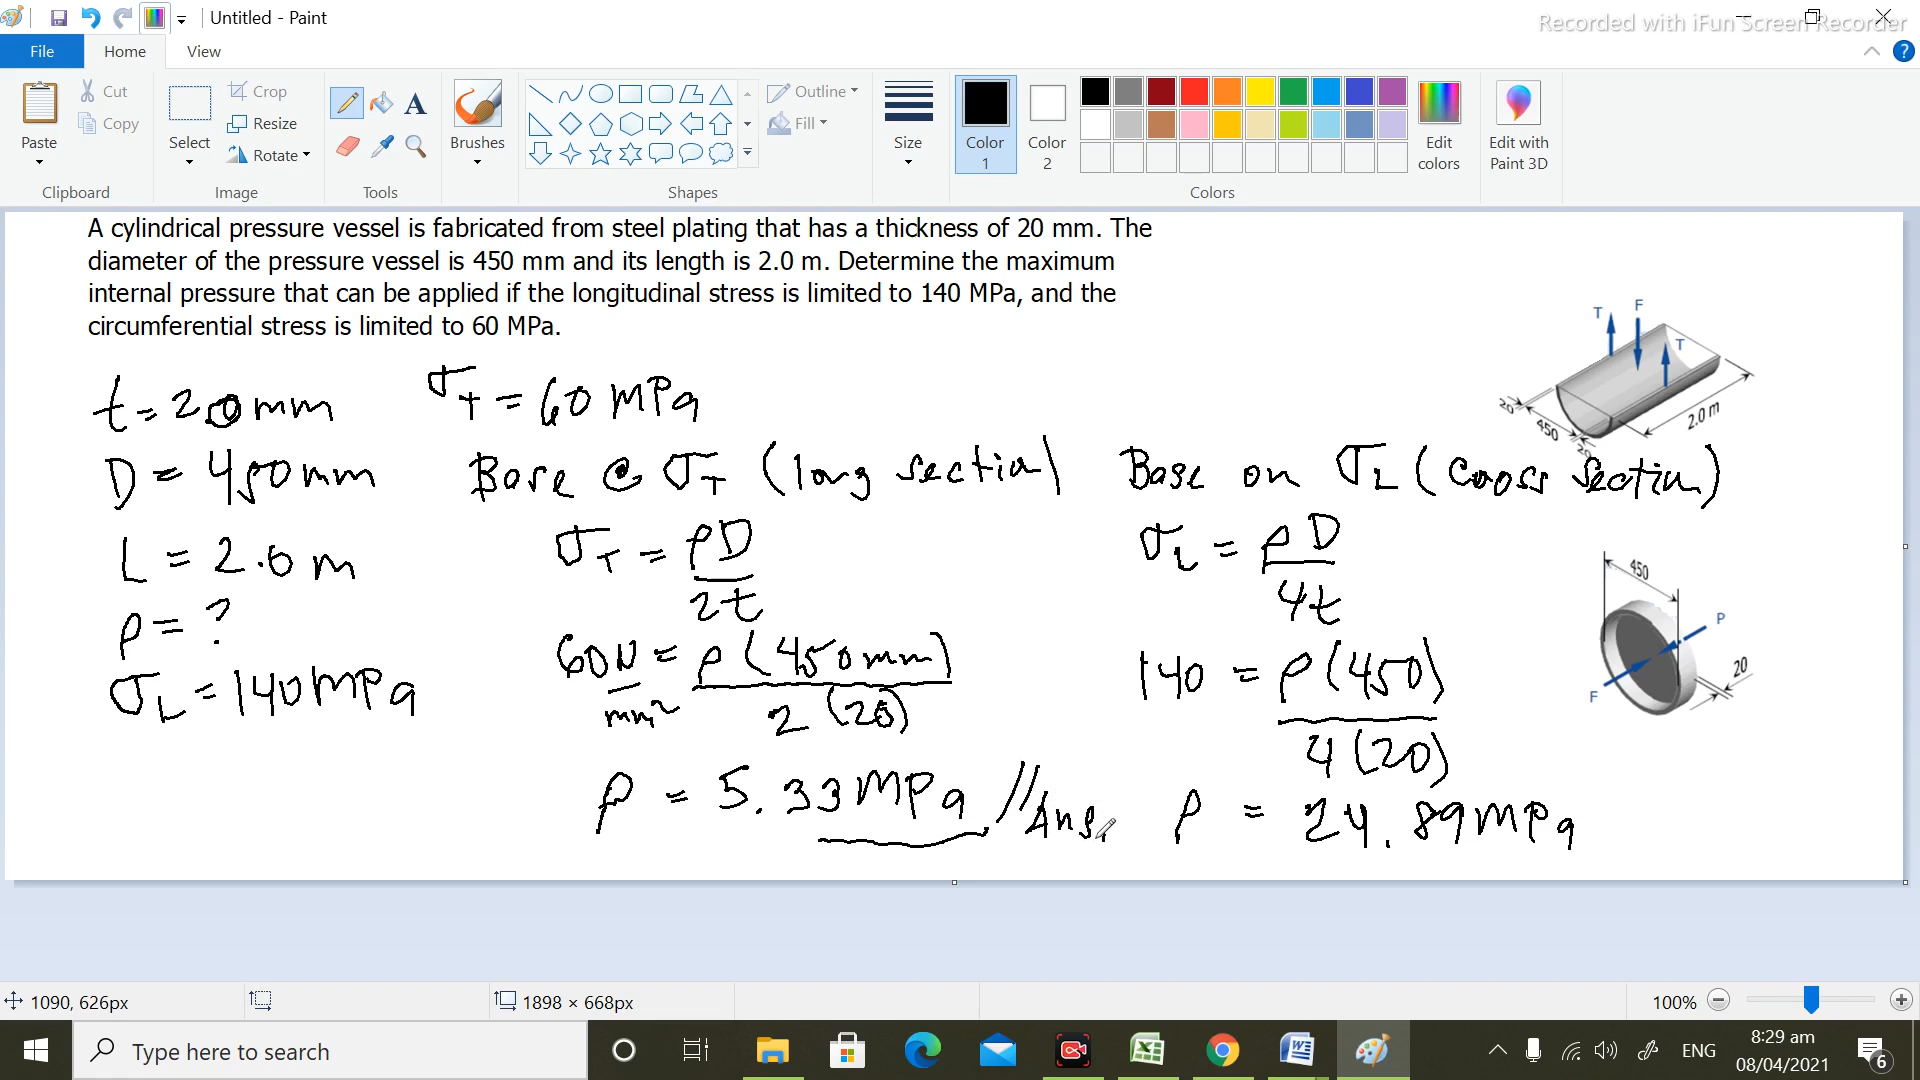 Untitled - Paint
Recorded with iFun Screen Recorder
File Home View
Paste
Cut
Copy
Clipboard
Select
Crop
Resize
Rotate
Image
Tools
Brushes
Shapes
Outline
Fill
Size
Color 1
Color 2
Colors
Edit colors
Edit with Paint 3D
A cylindrical pressure vessel is fabricated from steel plating that has a thickness of 20 mm. The
diameter of the pressure vessel is 450 mm and its length is 2.0 m. Determine the maximum
internal pressure that can be applied if the longitudinal stress is limited to 140 MPa, and the
circumferential stress is limited to 60 MPa.
t = 20 mm
D = 450 mm
L = 2.0 m
ρ = ?
σL = 140 MPa
σT = 60 MPa
Base @ σT (long section)
σT = ρD
2t
60 N = ρ (450 mm)
mm² 2 (20)
ρ = 5.33 MPa // Ans.
Base on σL (cross section)
σL = ρD
4t
140 = ρ (450)
4 (20)
ρ = 24.89 MPa
T F
T
20 450 20 2.0 m
450
P
F
20
1090, 626px
1898 × 668px
100%
Type here to search
ENG
8:29 am
08/04/2021
6